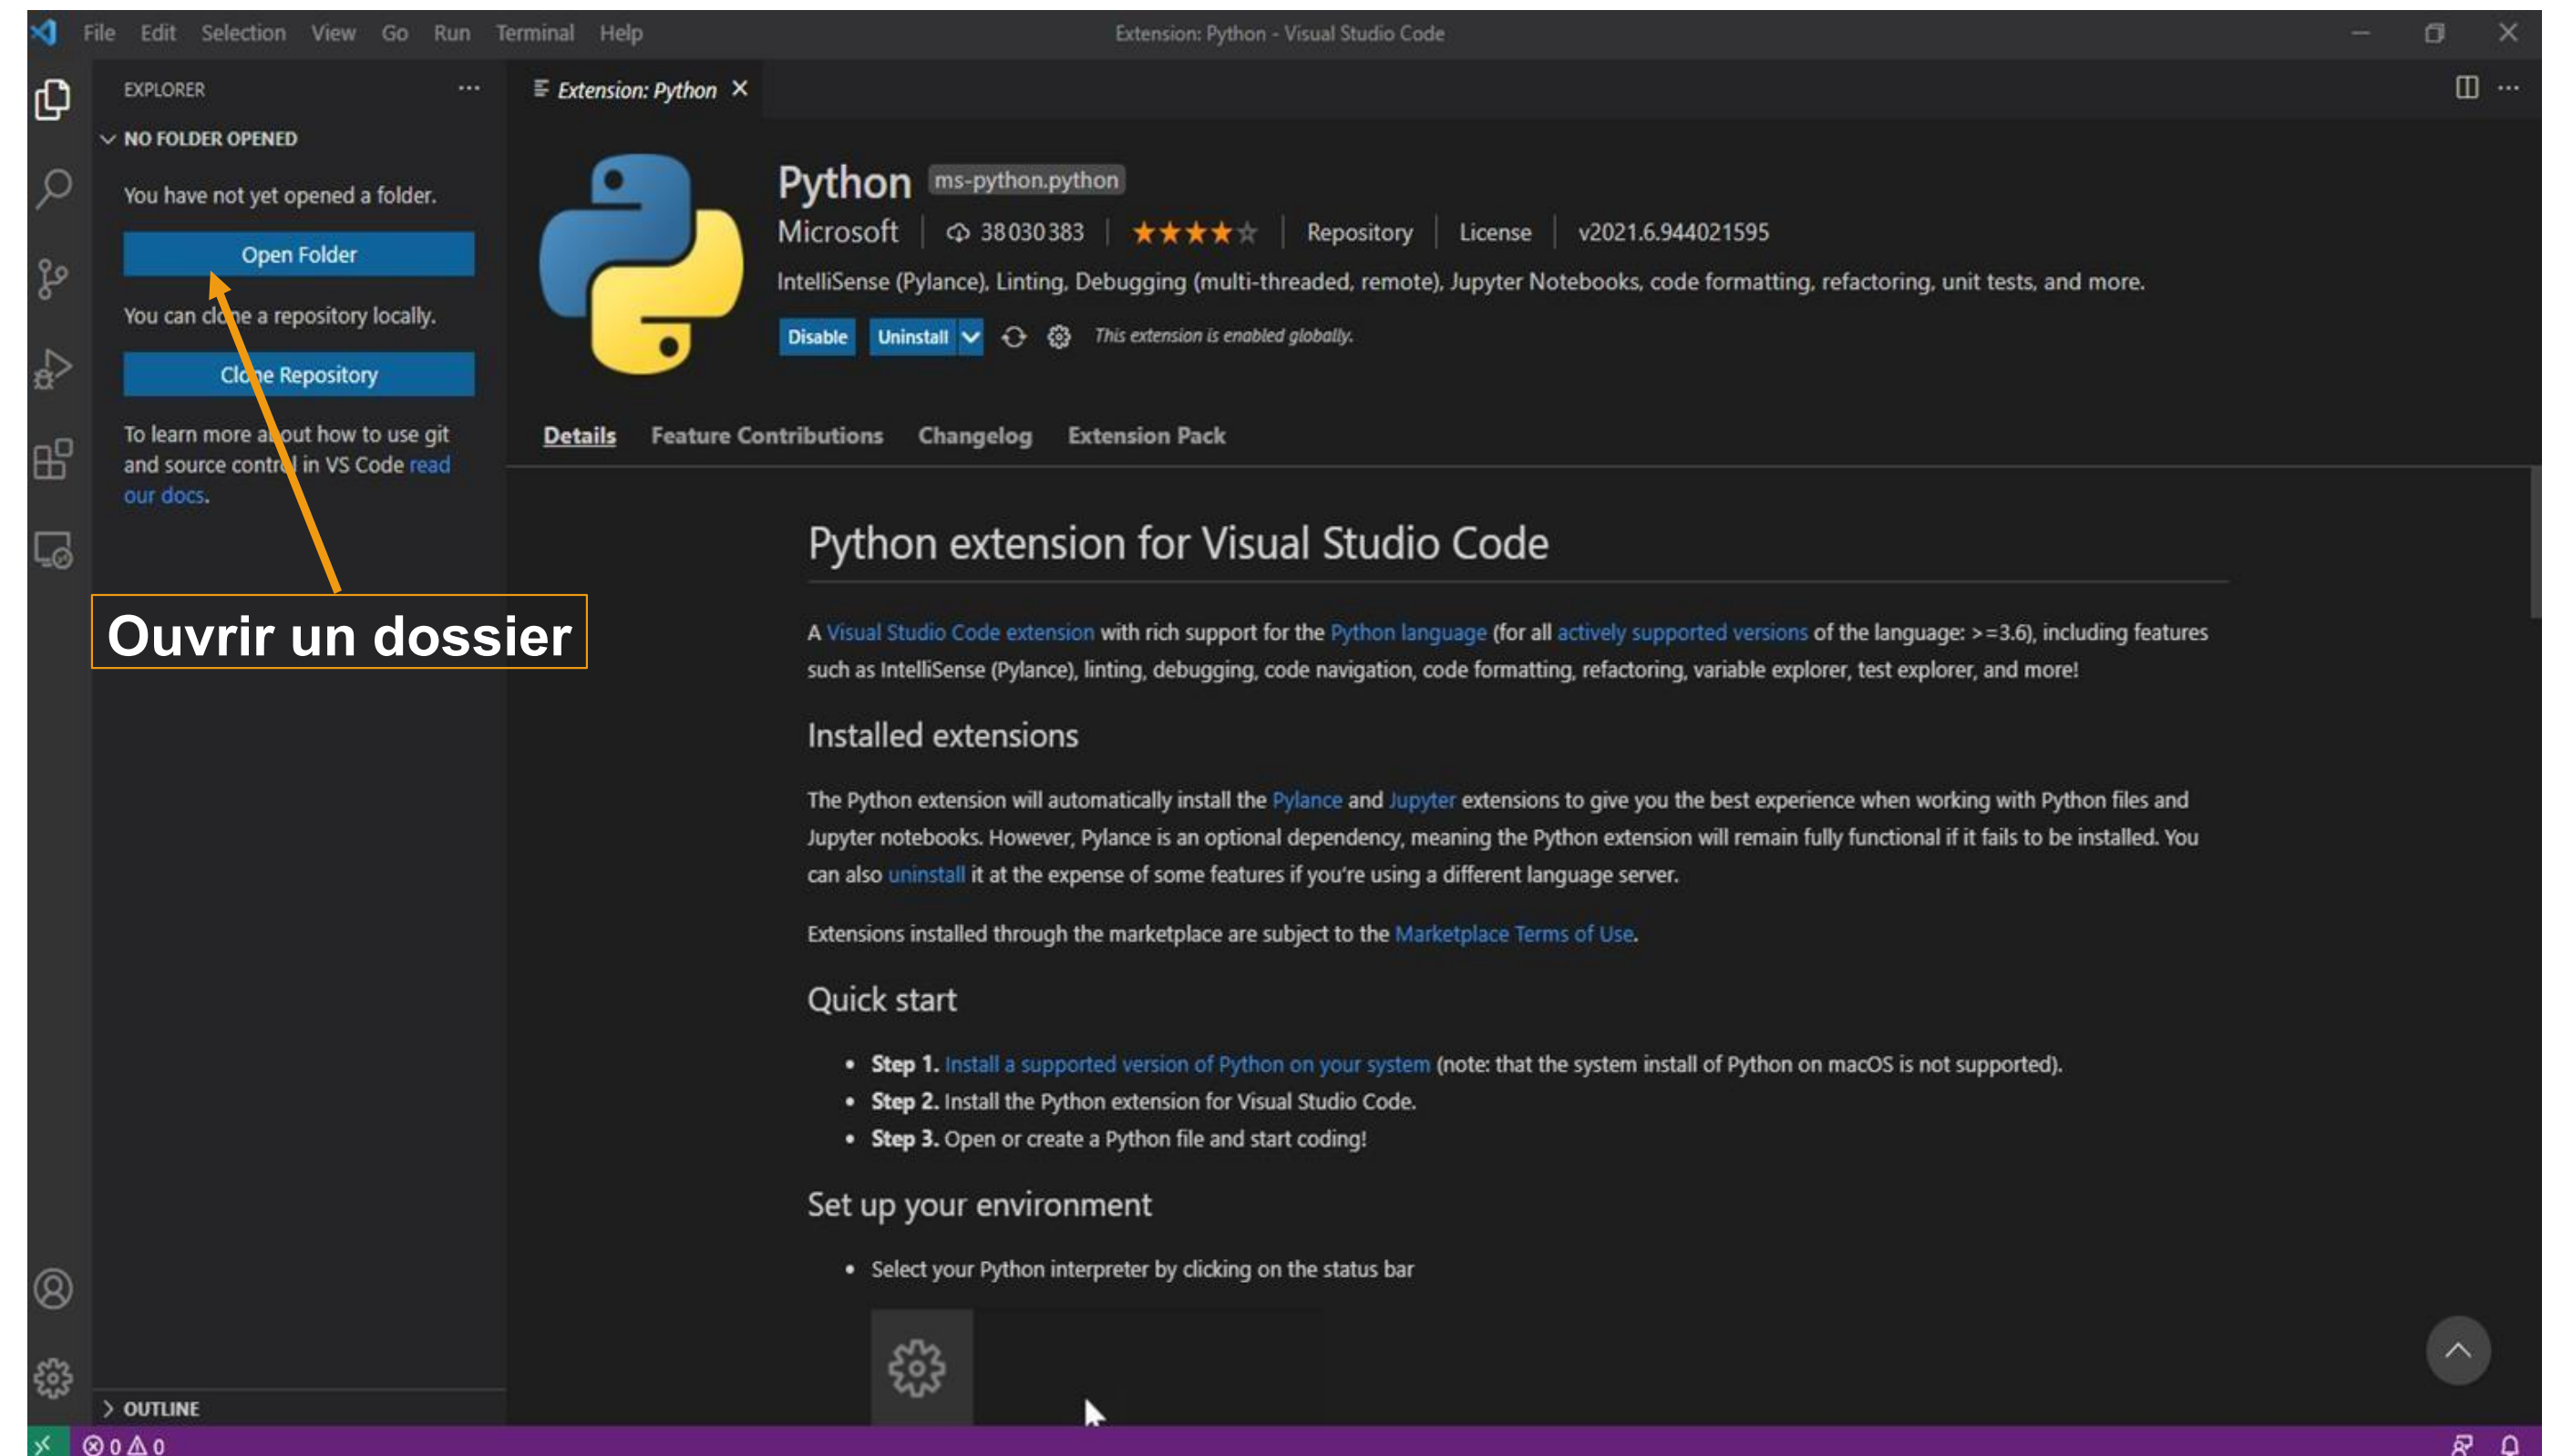 File Edit Selection View Go Run Terminal Help
Extension: Python - Visual Studio Code
EXPLORER
Extension: Python
NO FOLDER OPENED
You have not yet opened a folder.
Open Folder
You can clone a repository locally.
Clone Repository
To learn more about how to use git
and source control in VS Code read
our docs.
Ouvrir un dossier
OUTLINE
Python ms-python.python
Microsoft 38030383 Repository License v2021.6.944021595
IntelliSense (Pylance), Linting, Debugging (multi-threaded, remote), Jupyter Notebooks, code formatting, refactoring, unit tests, and more.
Disable Uninstall This extension is enabled globally.
Details Feature Contributions Changelog Extension Pack
Python extension for Visual Studio Code
A Visual Studio Code extension with rich support for the Python language (for all actively supported versions of the language: >=3.6), including features
such as IntelliSense (Pylance), linting, debugging, code navigation, code formatting, refactoring, variable explorer, test explorer, and more!
Installed extensions
The Python extension will automatically install the Pylance and Jupyter extensions to give you the best experience when working with Python files and
Jupyter notebooks. However, Pylance is an optional dependency, meaning the Python extension will remain fully functional if it fails to be installed. You
can also uninstall it at the expense of some features if you're using a different language server.
Extensions installed through the marketplace are subject to the Marketplace Terms of Use.
Quick start
• Step 1. Install a supported version of Python on your system (note: that the system install of Python on macOS is not supported).
• Step 2. Install the Python extension for Visual Studio Code.
• Step 3. Open or create a Python file and start coding!
Set up your environment
• Select your Python interpreter by clicking on the status bar
0 0